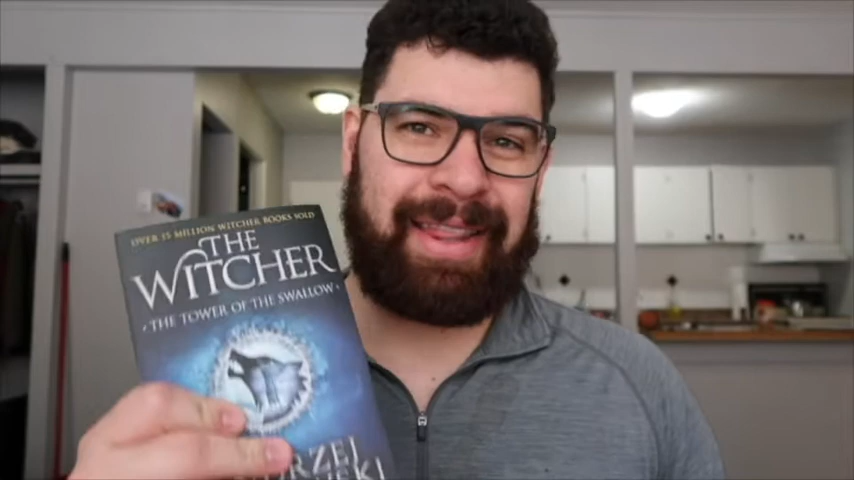 OVER 15 MILLION WITCHER BOOKS SOLD
THE
WITCHER
· THE TOWER OF THE SWALLOW ·